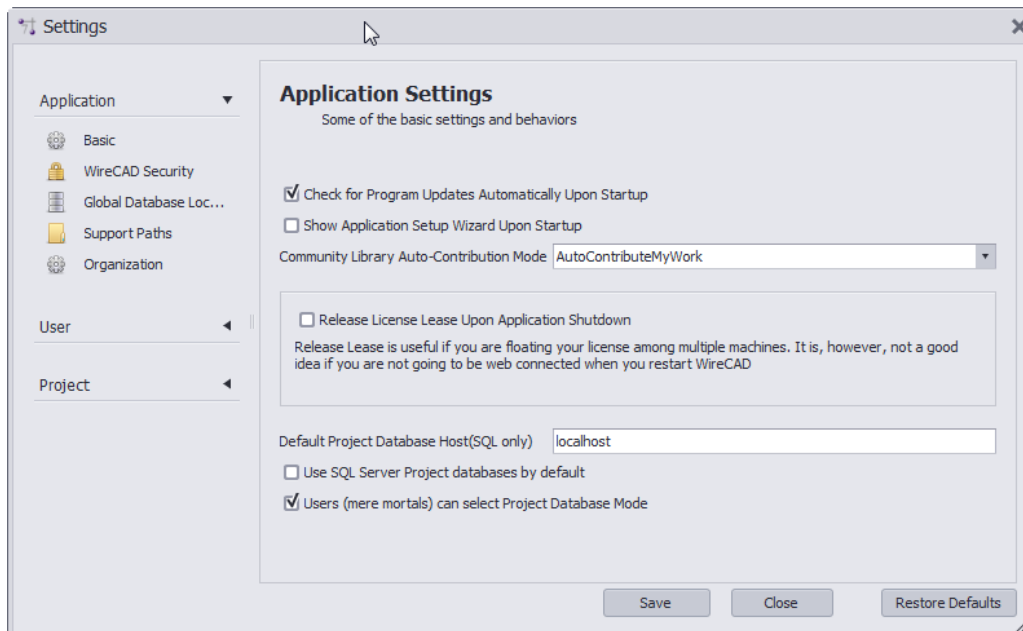 Settings
Application
Basic
WireCAD Security
Global Database Loc...
Support Paths
Organization
User
Project
Application Settings
Some of the basic settings and behaviors
Check for Program Updates Automatically Upon Startup
Show Application Setup Wizard Upon Startup
Community Library Auto-Contribution Mode AutoContributeMyWork
Release License Lease Upon Application Shutdown
Release Lease is useful if you are floating your license among multiple machines. It is, however, not a good
idea if you are not going to be web connected when you restart WireCAD
Default Project Database Host(SQL only) localhost
Use SQL Server Project databases by default
Users (mere mortals) can select Project Database Mode
Save Close Restore Defaults